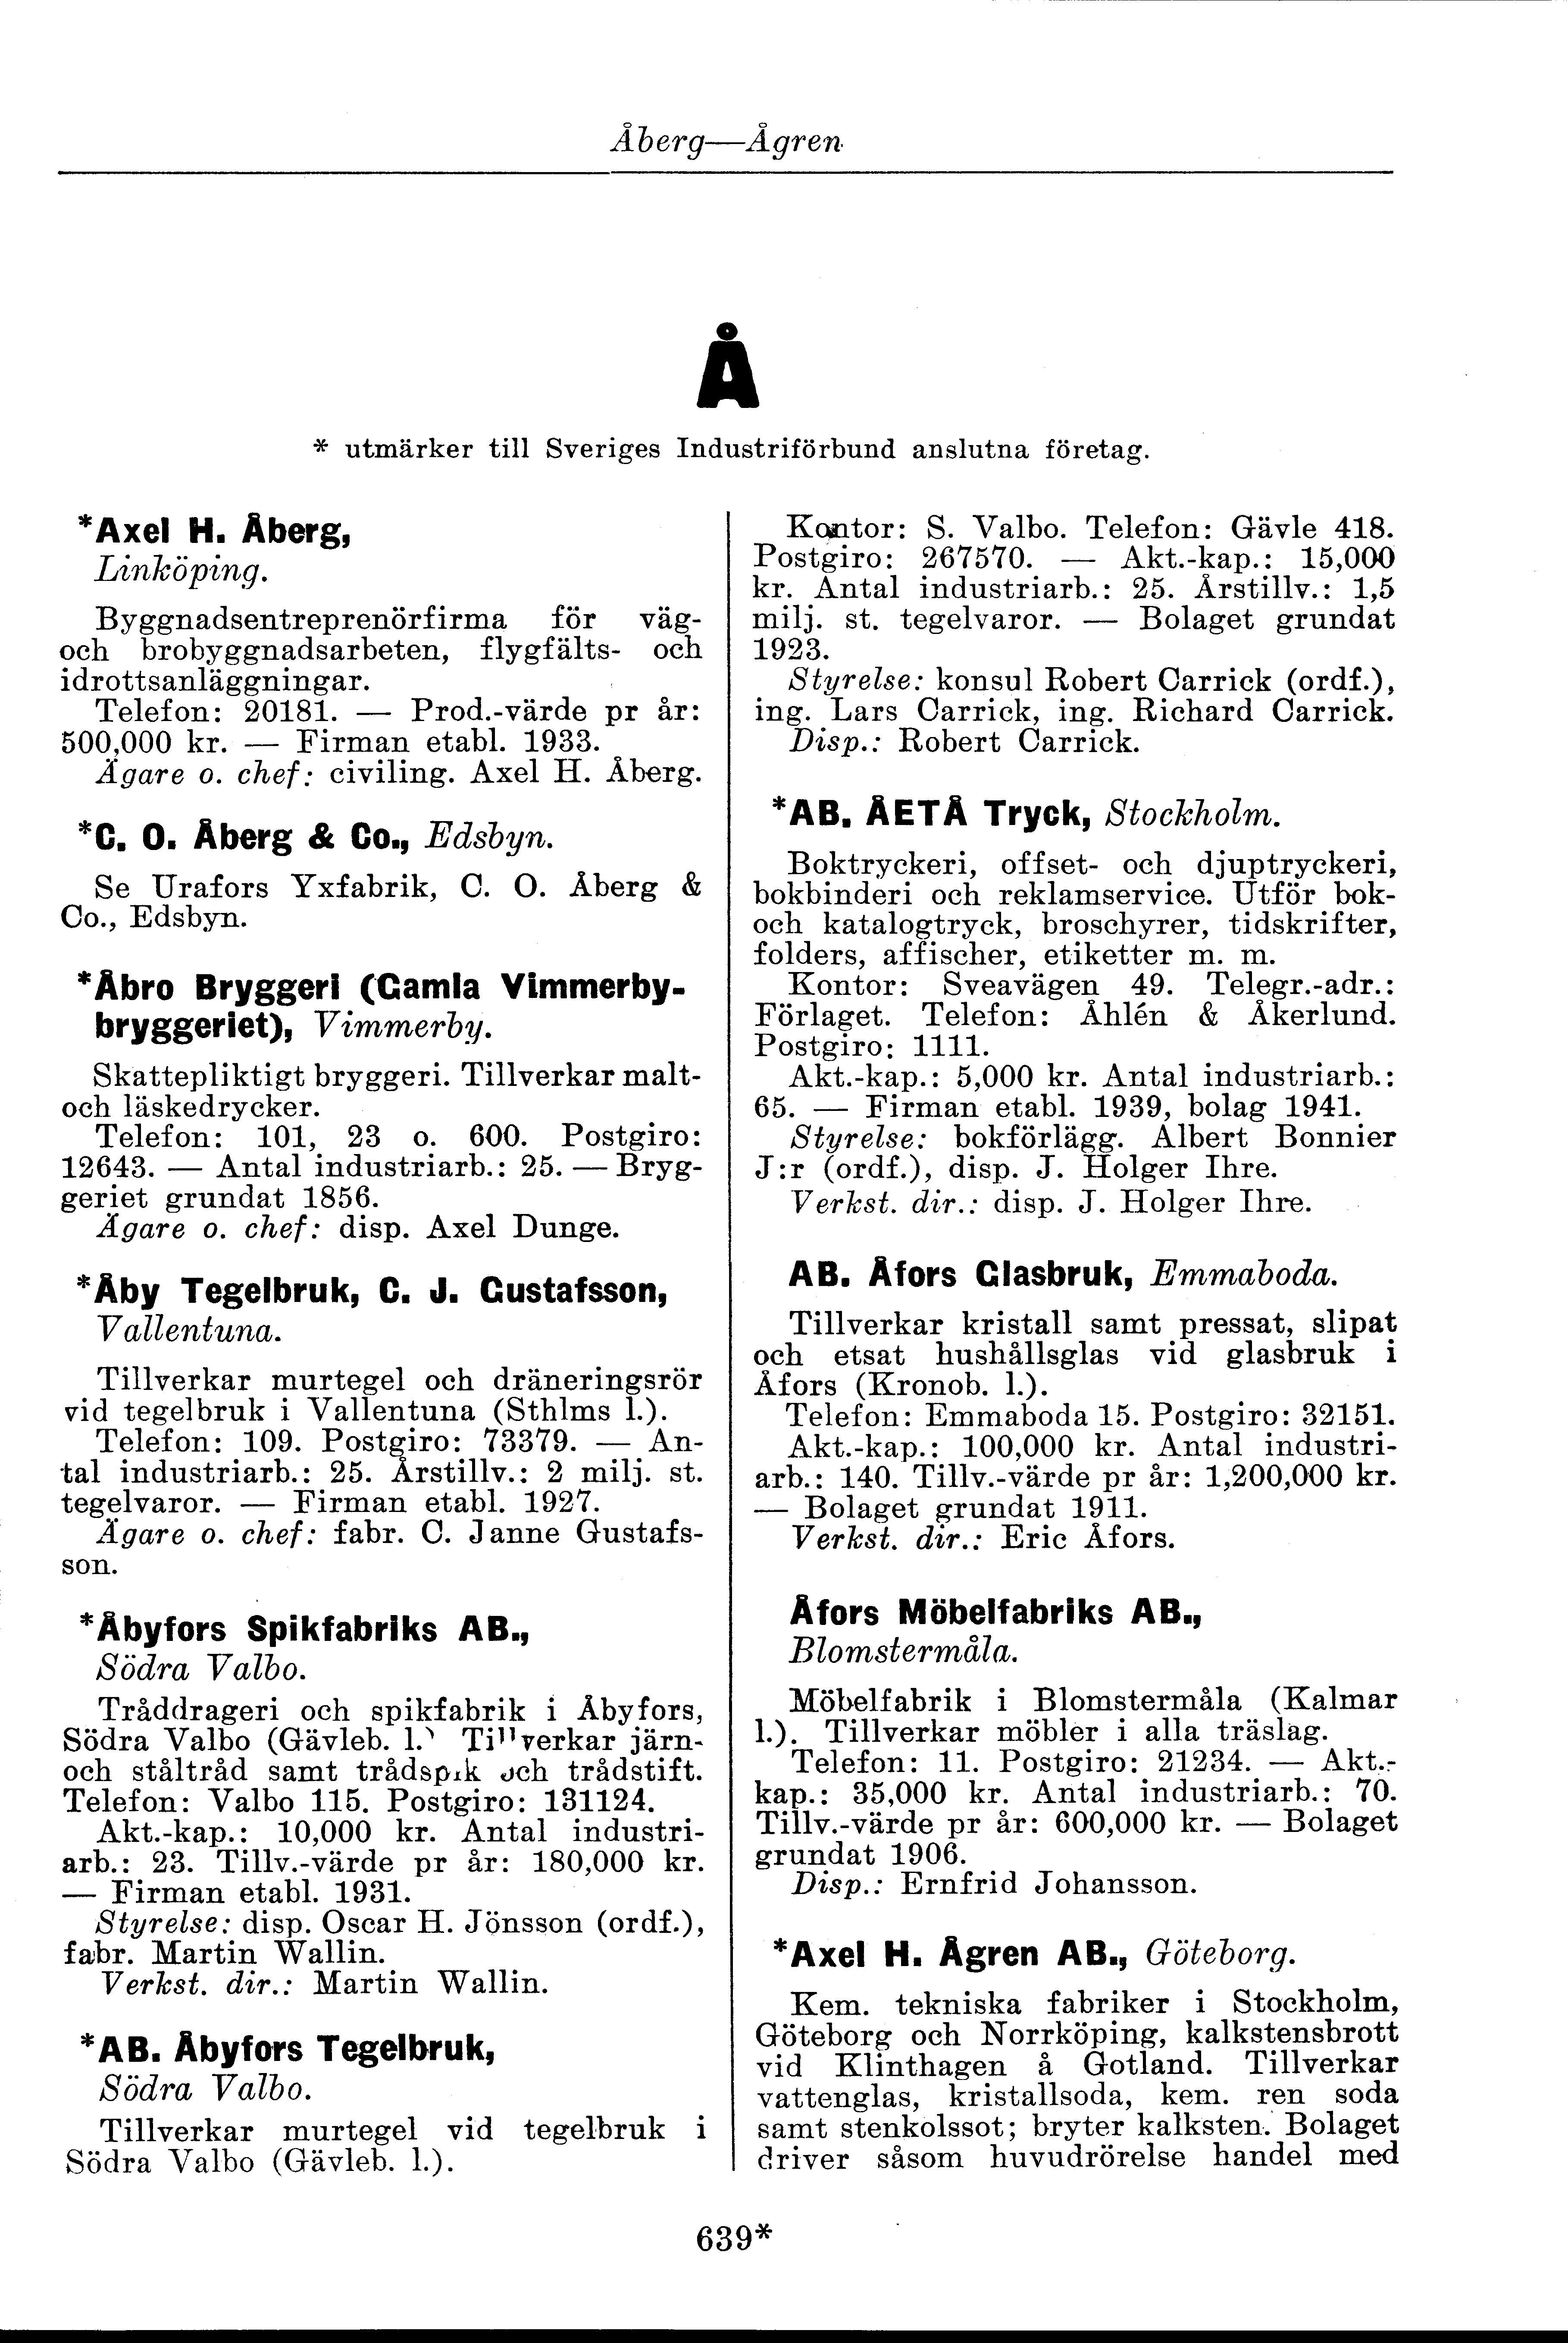 Åberg—Ågren
Å
* utmärker till Sveriges Industriförbund anslutna företag.
*Axel H. Åberg,
Linköping.
Byggnadsentreprenörfirma för väg-
och brobyggnadsarbeten, flygfälts- och
idrottsanläggningar.
Telefon: 20181. — Prod.-värde pr år:
500,000 kr. — Firman etabl. 1933.
Ägare o. chef: civiling. Axel H. Åberg.
*C. O. Åberg & Co., Edsbyn.
Se Urafors Yxfabrik, C. O. Åberg &
Co., Edsbyn.
*Åbro Bryggeri (Gamla Vimmerby-
bryggeriet), Vimmerby.
Skattepliktigt bryggeri. Tillverkar malt-
och läskedrycker.
Telefon: 101, 23 o. 600. Postgiro:
12643. — Antal industriarb.: 25. — Bryg-
geriet grundat 1856.
Ägare o. chef: disp. Axel Dunge.
*Åby Tegelbruk, C. J. Gustafsson,
Vallentuna.
Tillverkar murtegel och dräneringsrör
vid tegelbruk i Vallentuna (Sthlms l.).
Telefon: 109. Postgiro: 73379. — An-
tal industriarb.: 25. Årstillv.: 2 milj. st.
tegelvaror. — Firman etabl. 1927.
Ägare o. chef: fabr. C. Janne Gustafs-
son.
*Åbyfors Spikfabriks AB.,
Södra Valbo.
Tråddrageri och spikfabrik i Åbyfors,
Södra Valbo (Gävleb. l.) Tillverkar järn-
och ståltråd samt trådspik och trådstift.
Telefon: Valbo 115. Postgiro: 131124.
Akt.-kap.: 10,000 kr. Antal industri-
arb.: 23. Tillv.-värde pr år: 180,000 kr.
— Firman etabl. 1931.
Styrelse: disp. Oscar H. Jönsson (ordf.),
fabr. Martin Wallin.
Verkst. dir.: Martin Wallin.
*AB. Åbyfors Tegelbruk,
Södra Valbo.
Tillverkar murtegel vid tegelbruk i
Södra Valbo (Gävleb. l.).
Kontor: S. Valbo. Telefon: Gävle 418.
Postgiro: 267570. — Akt.-kap.: 15,000
kr. Antal industriarb.: 25. Årstillv.: 1,5
milj. st. tegelvaror. — Bolaget grundat
1923.
Styrelse: konsul Robert Carrick (ordf.),
ing. Lars Carrick, ing. Richard Carrick.
Disp.: Robert Carrick.
*AB. ÅETÅ Tryck, Stockholm.
Boktryckeri, offset- och djuptryckeri,
bokbinderi och reklamservice. Utför bok-
och katalogtryck, broschyrer, tidskrifter,
folders, affischer, etiketter m. m.
Kontor: Sveavägen 49. Telegr.-adr.:
Förlaget. Telefon: Åhlén & Åkerlund.
Postgiro: 1111.
Akt.-kap.: 5,000 kr. Antal industriarb.:
65. — Firman etabl. 1939, bolag 1941.
Styrelse: bokförlägg. Albert Bonnier
J:r (ordf.), disp. J. Holger Ihre.
Verkst. dir.: disp. J. Holger Ihre.
AB. Åfors Glasbruk, Emmaboda.
Tillverkar kristall samt pressat, slipat
och etsat hushållsglas vid glasbruk i
Åfors (Kronob. l.).
Telefon: Emmaboda 15. Postgiro: 32151.
Akt.-kap.: 100,000 kr. Antal industri-
arb.: 140. Tillv.-värde pr år: 1,200,000 kr.
— Bolaget grundat 1911.
Verkst. dir.: Eric Åfors.
Åfors Möbelfabriks AB.,
Blomstermåla.
Möbelfabrik i Blomstermåla (Kalmar
l.). Tillverkar möbler i alla träslag.
Telefon: 11. Postgiro: 21234. — Akt.-
kap.: 35,000 kr. Antal industriarb.: 70.
Tillv.-värde pr år: 600,000 kr. — Bolaget
grundat 1906.
Disp.: Ernfrid Johansson.
*Axel H. Ågren AB., Göteborg.
Kem. tekniska fabriker i Stockholm,
Göteborg och Norrköping, kalkstensbrott
vid Klinthagen å Gotland. Tillverkar
vattenglas, kristallsoda, kem. ren soda
samt stenkolssot; bryter kalksten. Bolaget
driver såsom huvudrörelse handel med
639*